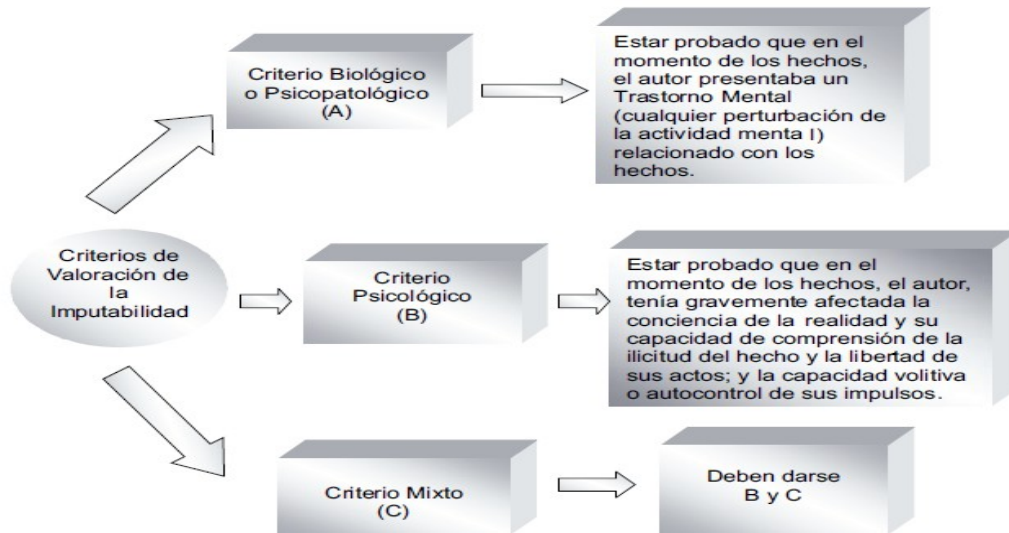 Criterio Biológico
o Psicopatológico
(A)
Estar probado que en el
momento de los hechos,
el autor presentaba un
Trastorno Mental
(cualquier perturbación de
la actividad menta l)
relacionado con los
hechos.
Criterios de
Valoración de
la
Imputabilidad
Criterio
Psicológico
(B)
Estar probado que en el
momento de los hechos, el autor,
tenía gravemente afectada la
conciencia de la realidad y su
capacidad de comprensión de la
ilicitud del hecho y la libertad de
sus actos; y la capacidad volitiva
o autocontrol de sus impulsos.
Criterio Mixto
(C)
Deben darse
B y C